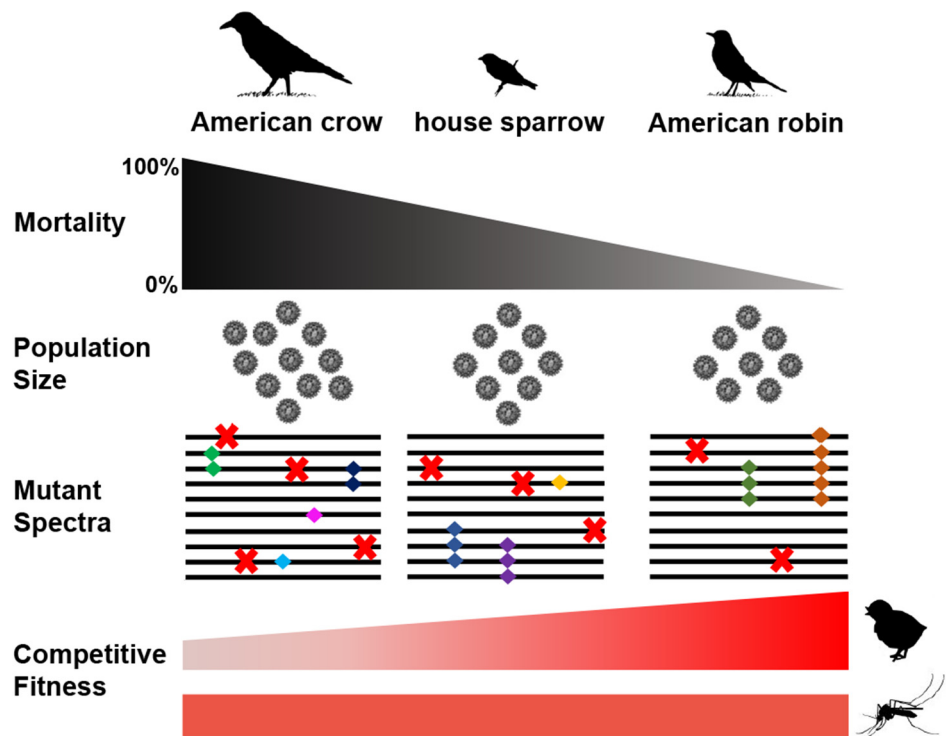 American crow
house sparrow
American robin
100%
Mortality
0%
Population
Size
Mutant
Spectra
Competitive
Fitness